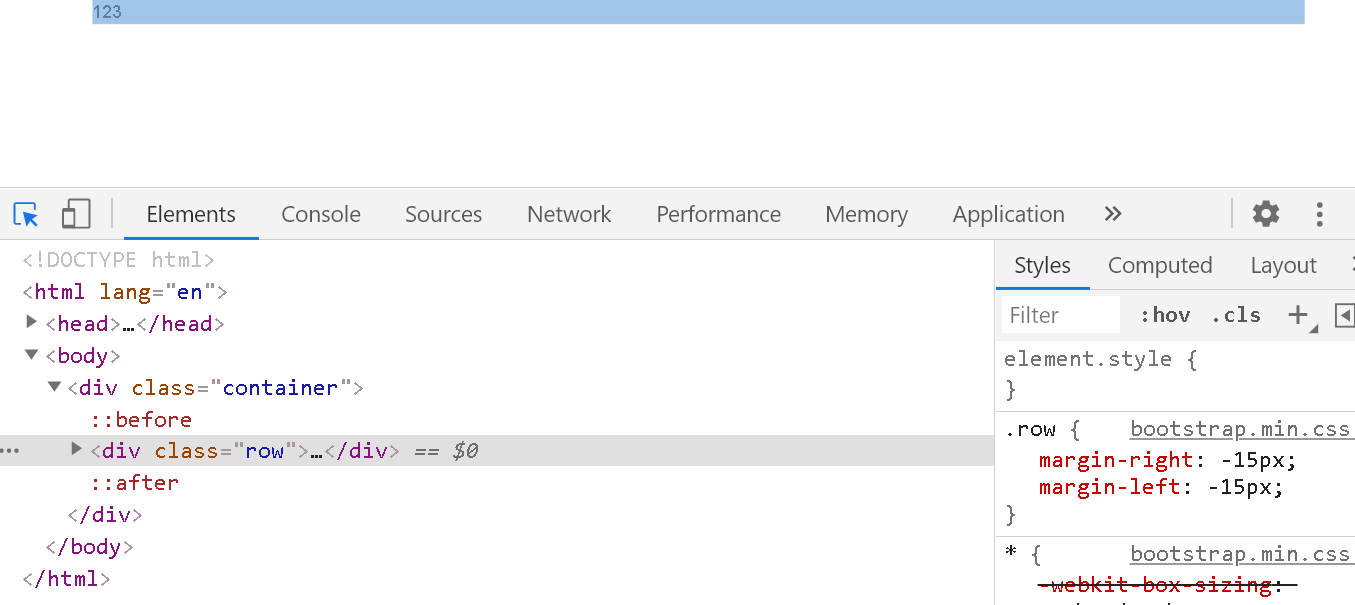 123
Elements Console Sources Network Performance Memory Application »
<!DOCTYPE html>
<html lang="en">
<head>…</head>
<body>
<div class="container">
::before
<div class="row">…</div> == $0
::after
</div>
</body>
</html>
Styles Computed Layout
Filter :hov .cls +
element.style {
}
.row { bootstrap.min.css
margin-right: -15px;
margin-left: -15px;
}
* { bootstrap.min.css
-webkit-box-sizing: